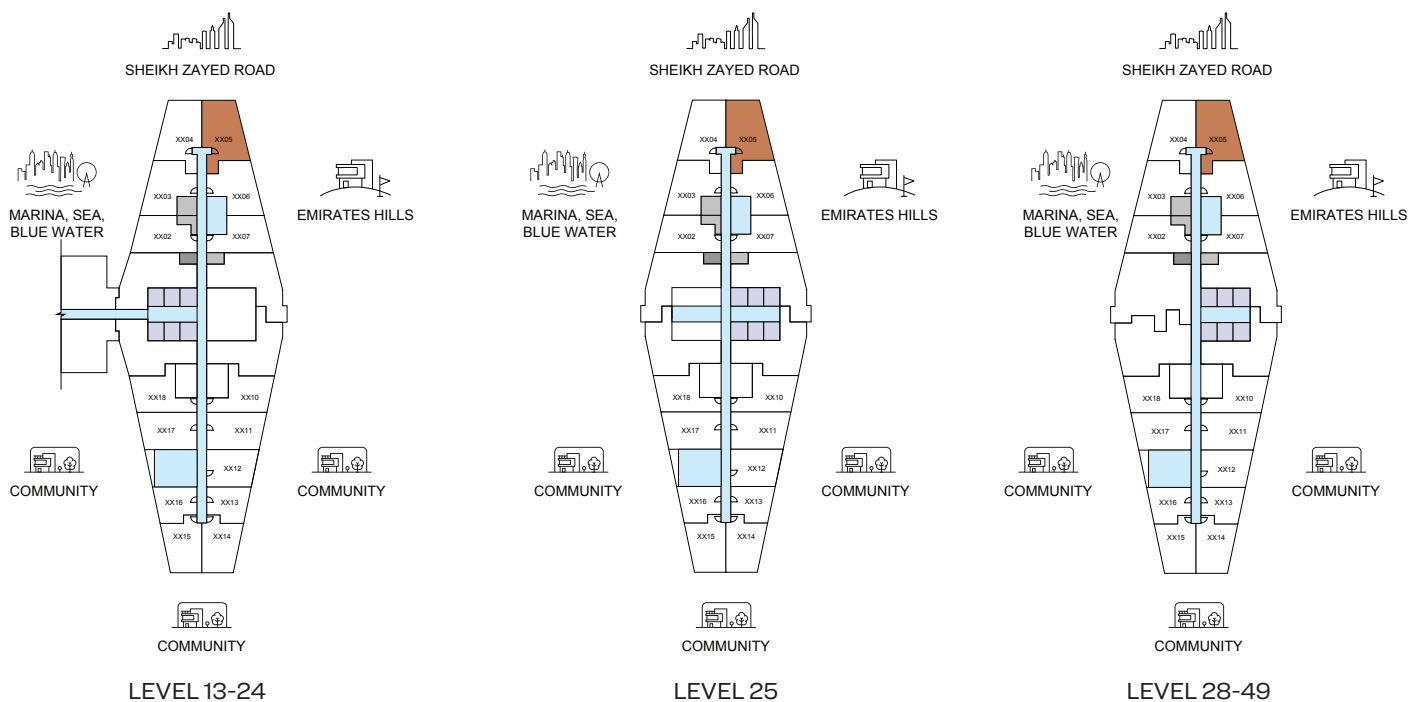 SHEIKH ZAYED ROAD
XX04
XX05
MARINA, SEA,
BLUE WATER
EMIRATES HILLS
XX03
XX06
XX02
XX07
XX18
XX10
XX17
XX11
COMMUNITY
COMMUNITY
XX12
XX16
XX13
XX15
XX14
COMMUNITY
LEVEL 13-24
SHEIKH ZAYED ROAD
XX04
XX05
MARINA, SEA,
BLUE WATER
EMIRATES HILLS
XX03
XX06
XX02
XX07
XX18
XX10
XX17
XX11
COMMUNITY
COMMUNITY
XX12
XX16
XX13
XX15
XX14
COMMUNITY
LEVEL 25
SHEIKH ZAYED ROAD
XX04
XX05
MARINA, SEA,
BLUE WATER
EMIRATES HILLS
XX03
XX06
XX02
XX07
XX18
XX10
XX17
XX11
COMMUNITY
COMMUNITY
XX12
XX16
XX13
XX15
XX14
COMMUNITY
LEVEL 28-49